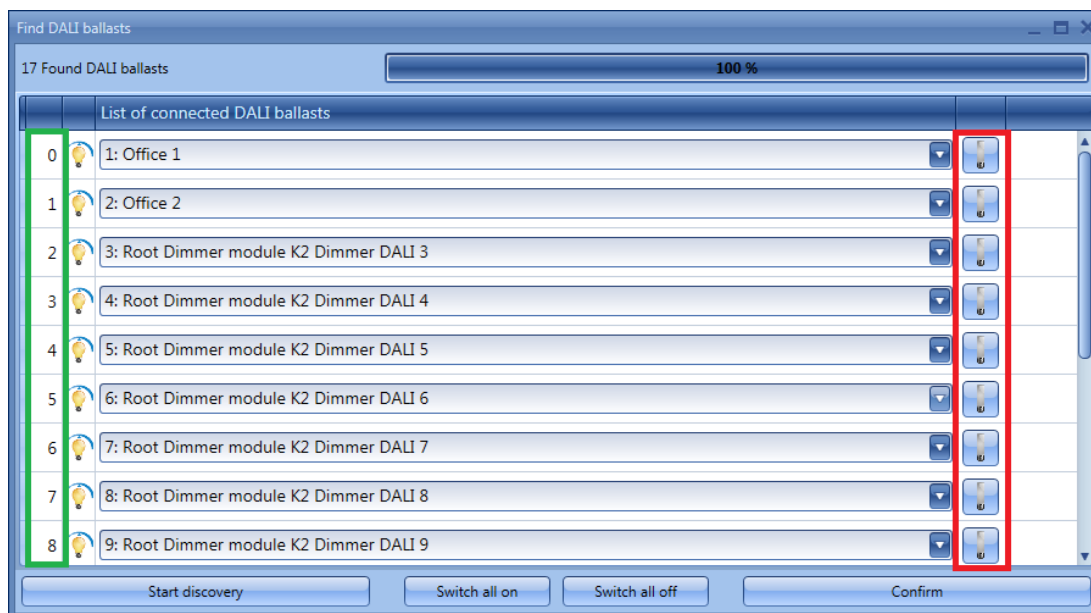 Find DALI ballasts
17 Found DALI ballasts 100 %
List of connected DALI ballasts
0 1: Office 1
1 2: Office 2
2 3: Root Dimmer module K2 Dimmer DALI 3
3 4: Root Dimmer module K2 Dimmer DALI 4
4 5: Root Dimmer module K2 Dimmer DALI 5
5 6: Root Dimmer module K2 Dimmer DALI 6
6 7: Root Dimmer module K2 Dimmer DALI 7
7 8: Root Dimmer module K2 Dimmer DALI 8
8 9: Root Dimmer module K2 Dimmer DALI 9
Start discovery Switch all on Switch all off Confirm